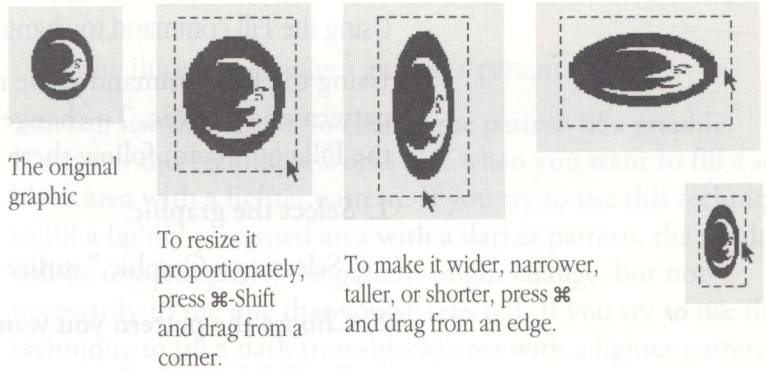 The original
graphic
To resize it
proportionately,
press ⌘-Shift
and drag from a
corner.
To make it wider, narrower,
taller, or shorter, press ⌘
and drag from an edge.